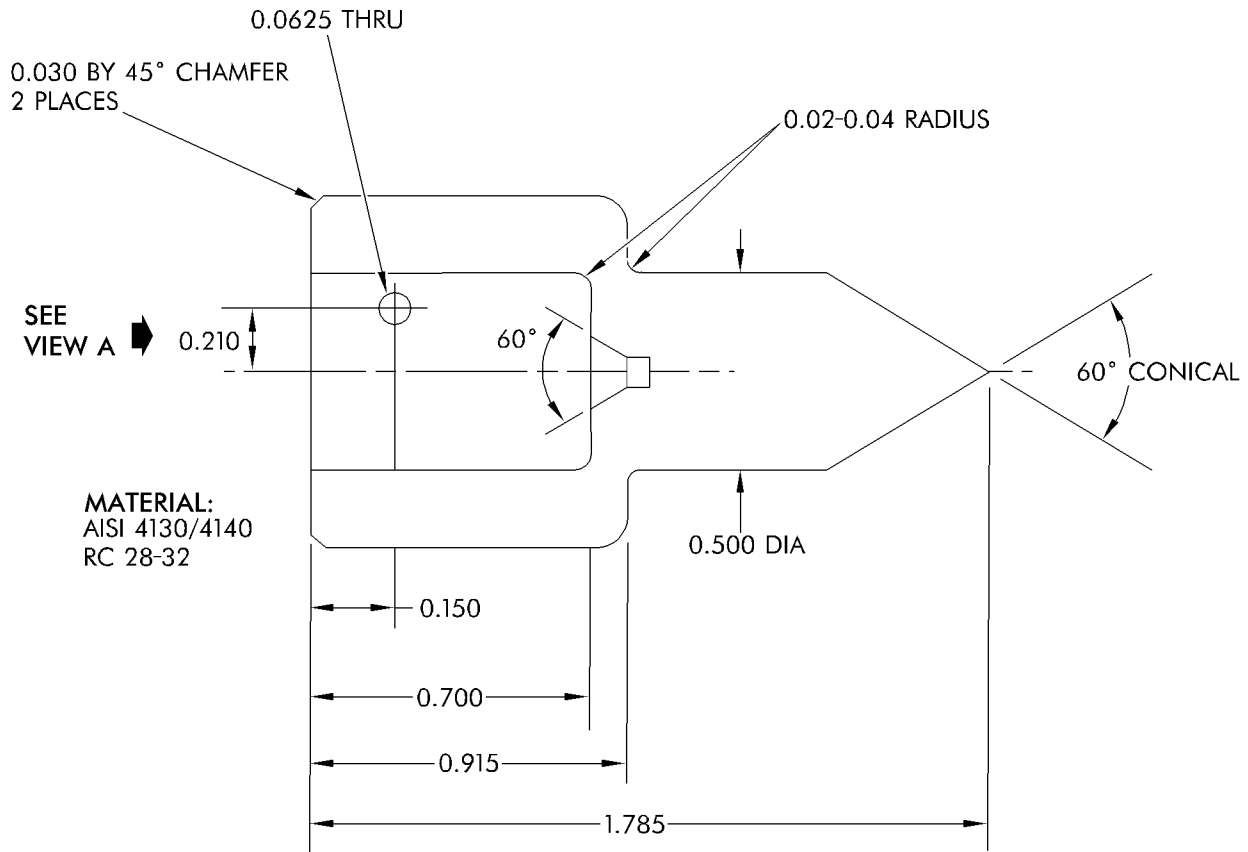 0.0625 THRU
0.030 BY 45° CHAMFER
2 PLACES
0.02-0.04 RADIUS
SEE
VIEW A
0.210
60°
60° CONICAL
MATERIAL:
AISI 4130/4140
RC 28-32
0.500 DIA
0.150
0.700
0.915
1.785